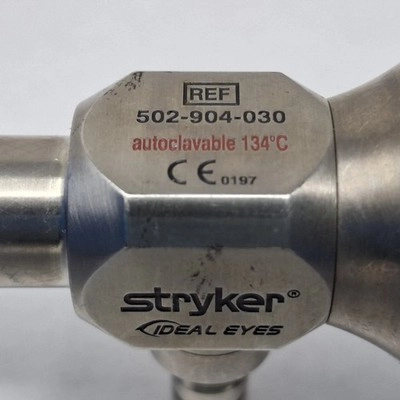 REF
502-904-030
autoclavable 134°C
CE 0197
stryker®
IDEAL EYES